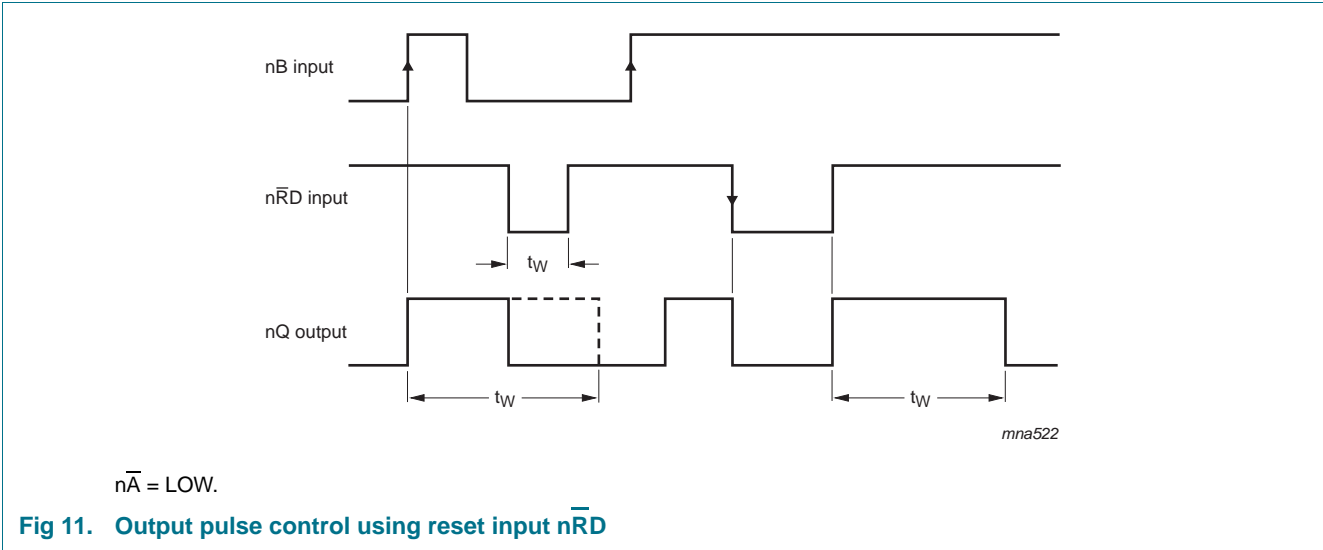 nB input
nR̅D input
tW
nQ output
tW
tW
mna522
nA̅ = LOW.
Fig 11. Output pulse control using reset input nR̅D